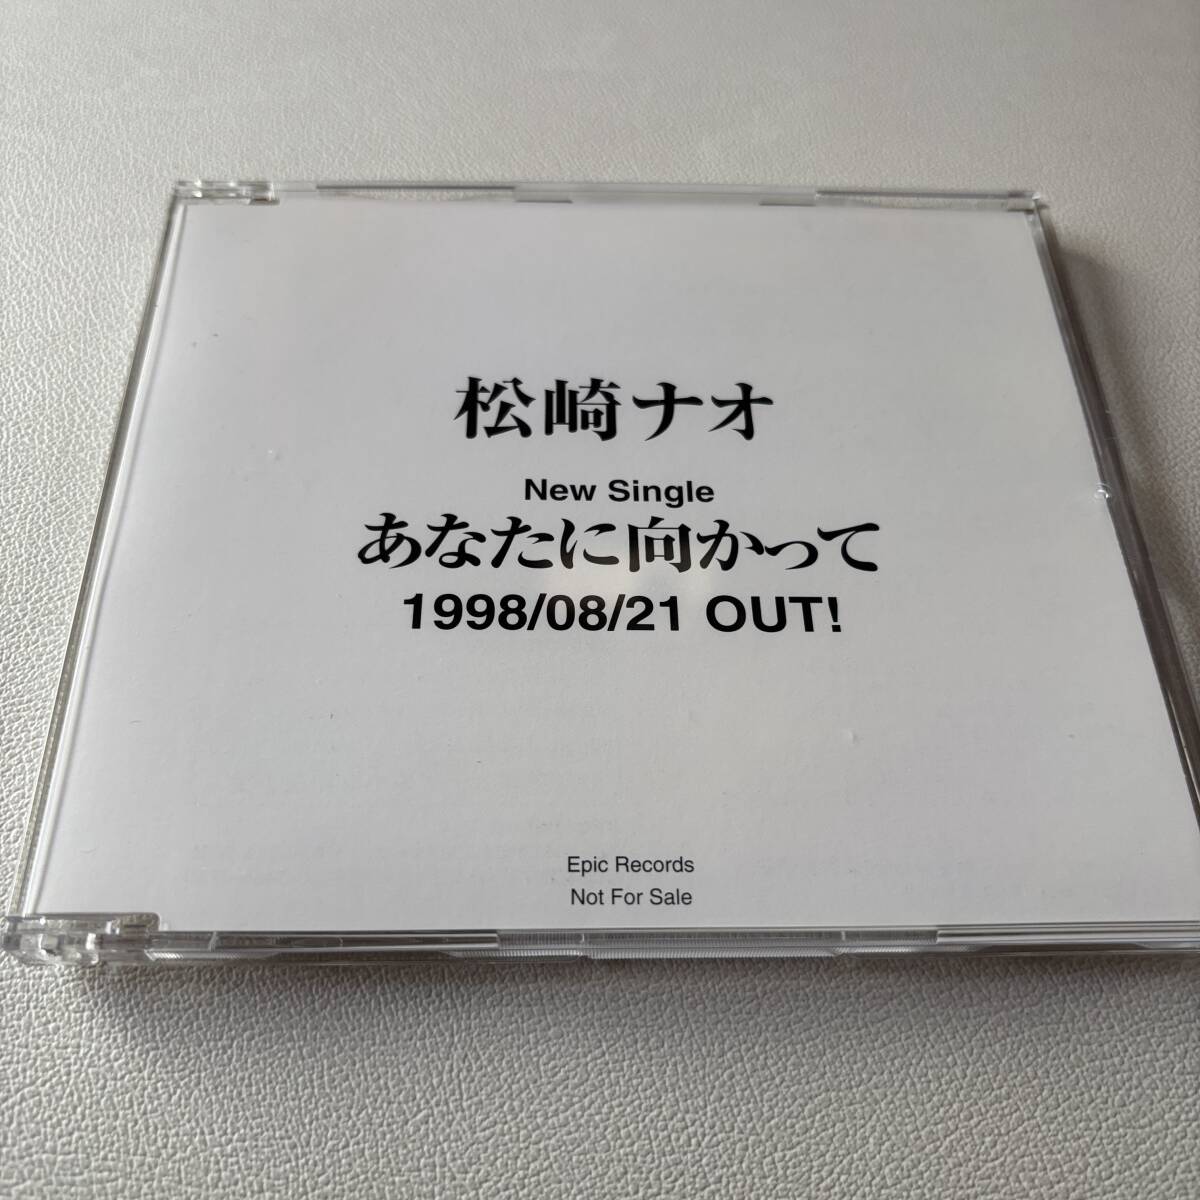 松崎ナオ
New Single
あなたに向かって
1998/08/21 OUT!
Epic Records
Not For Sale